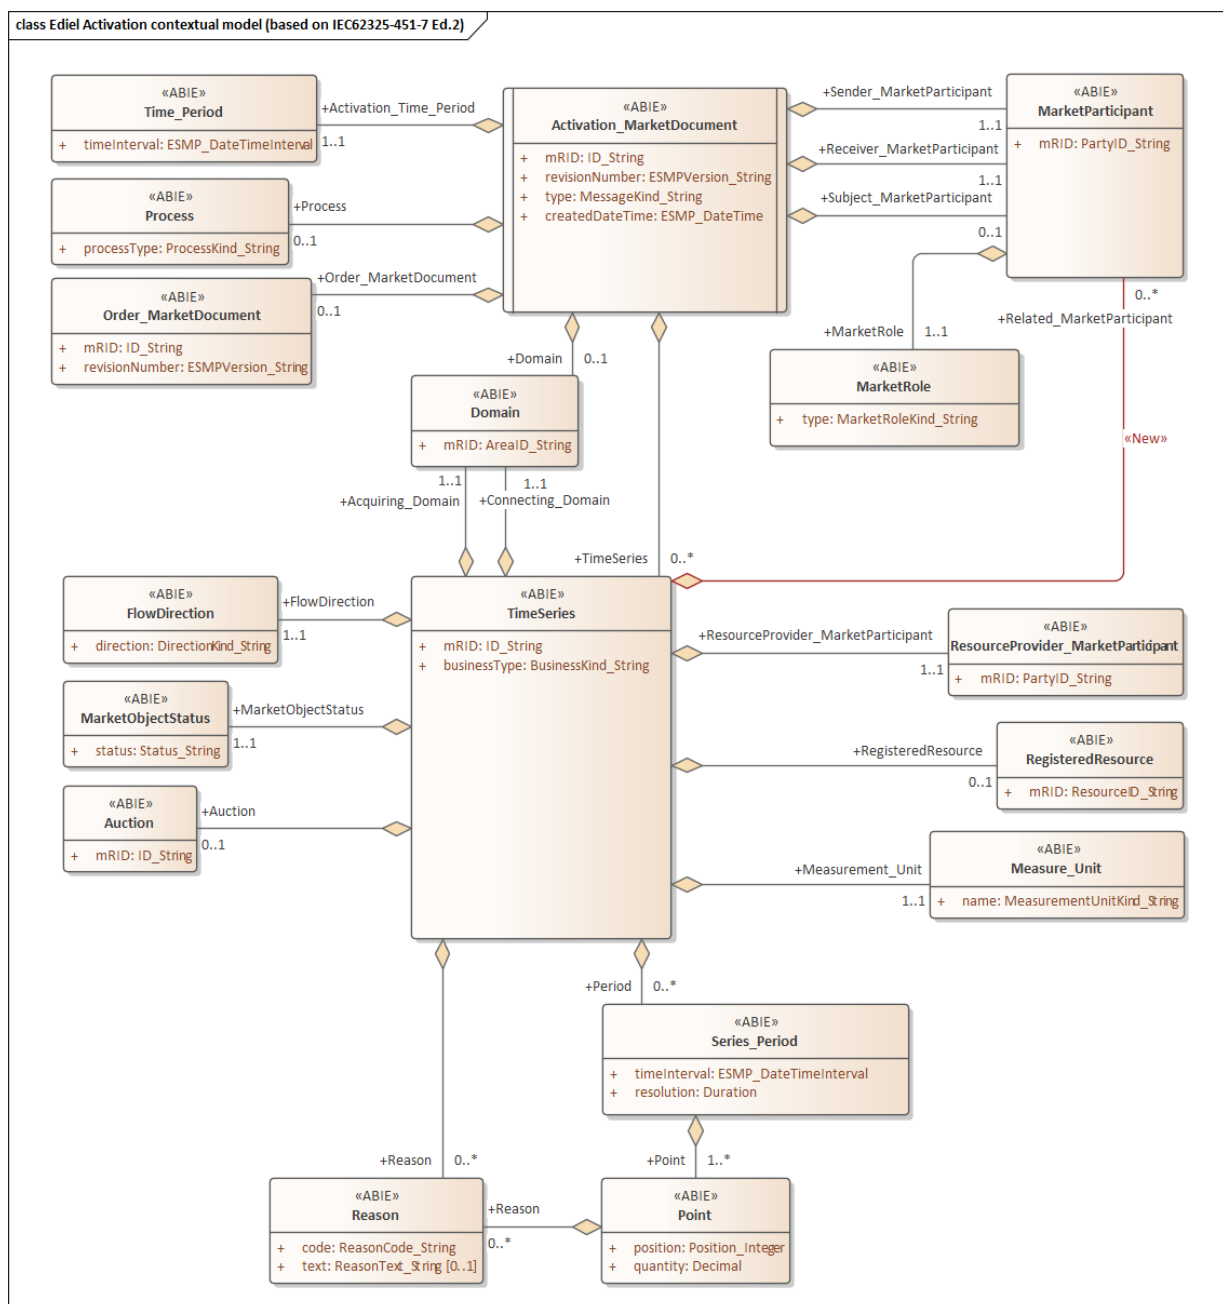 class Ediel Activation contextual model (based on IEC62325-451-7 Ed.2)
«ABIE»
Time_Period
+ timeInterval: ESMP_DateTimeInterval
+Activation_Time_Period
1..1
«ABIE»
Activation_MarketDocument
+ mRID: ID_String
+ revisionNumber: ESMPVersion_String
+ type: MessageKind_String
+ createdDateTime: ESMP_DateTime
+Sender_MarketParticipant
1..1
+Receiver_MarketParticipant
1..1
+Subject_MarketParticipant
0..1
«ABIE»
MarketParticipant
+ mRID: PartyID_String
«ABIE»
Process
+ processType: ProcessKind_String
+Process
0..1
«ABIE»
Order_MarketDocument
+ mRID: ID_String
+ revisionNumber: ESMPVersion_String
+Order_MarketDocument
0..1
0..*
+Related_MarketParticipant
+MarketRole
1..1
«ABIE»
MarketRole
+ type: MarketRoleKind_String
«New»
+Domain
0..1
«ABIE»
Domain
+ mRID: AreaID_String
1..1
+Acquiring_Domain
1..1
+Connecting_Domain
+TimeSeries
0..*
«ABIE»
FlowDirection
+ direction: DirectionKind_String
+FlowDirection
1..1
«ABIE»
TimeSeries
+ mRID: ID_String
+ businessType: BusinessKind_String
+ResourceProvider_MarketParticipant
1..1
«ABIE»
ResourceProvider_MarketParticipant
+ mRID: PartyID_String
«ABIE»
MarketObjectStatus
+ status: Status_String
+MarketObjectStatus
1..1
+RegisteredResource
0..1
«ABIE»
RegisteredResource
+ mRID: ResourceID_String
«ABIE»
Auction
+ mRID: ID_String
+Auction
0..1
+Measurement_Unit
1..1
«ABIE»
Measure_Unit
+ name: MeasurementUnitKind_String
+Period
0..*
«ABIE»
Series_Period
+ timeInterval: ESMP_DateTimeInterval
+ resolution: Duration
+Reason
0..*
+Point
1..*
«ABIE»
Reason
+ code: ReasonCode_String
+ text: ReasonText_String [0..1]
+Reason
0..*
«ABIE»
Point
+ position: Position_Integer
+ quantity: Decimal